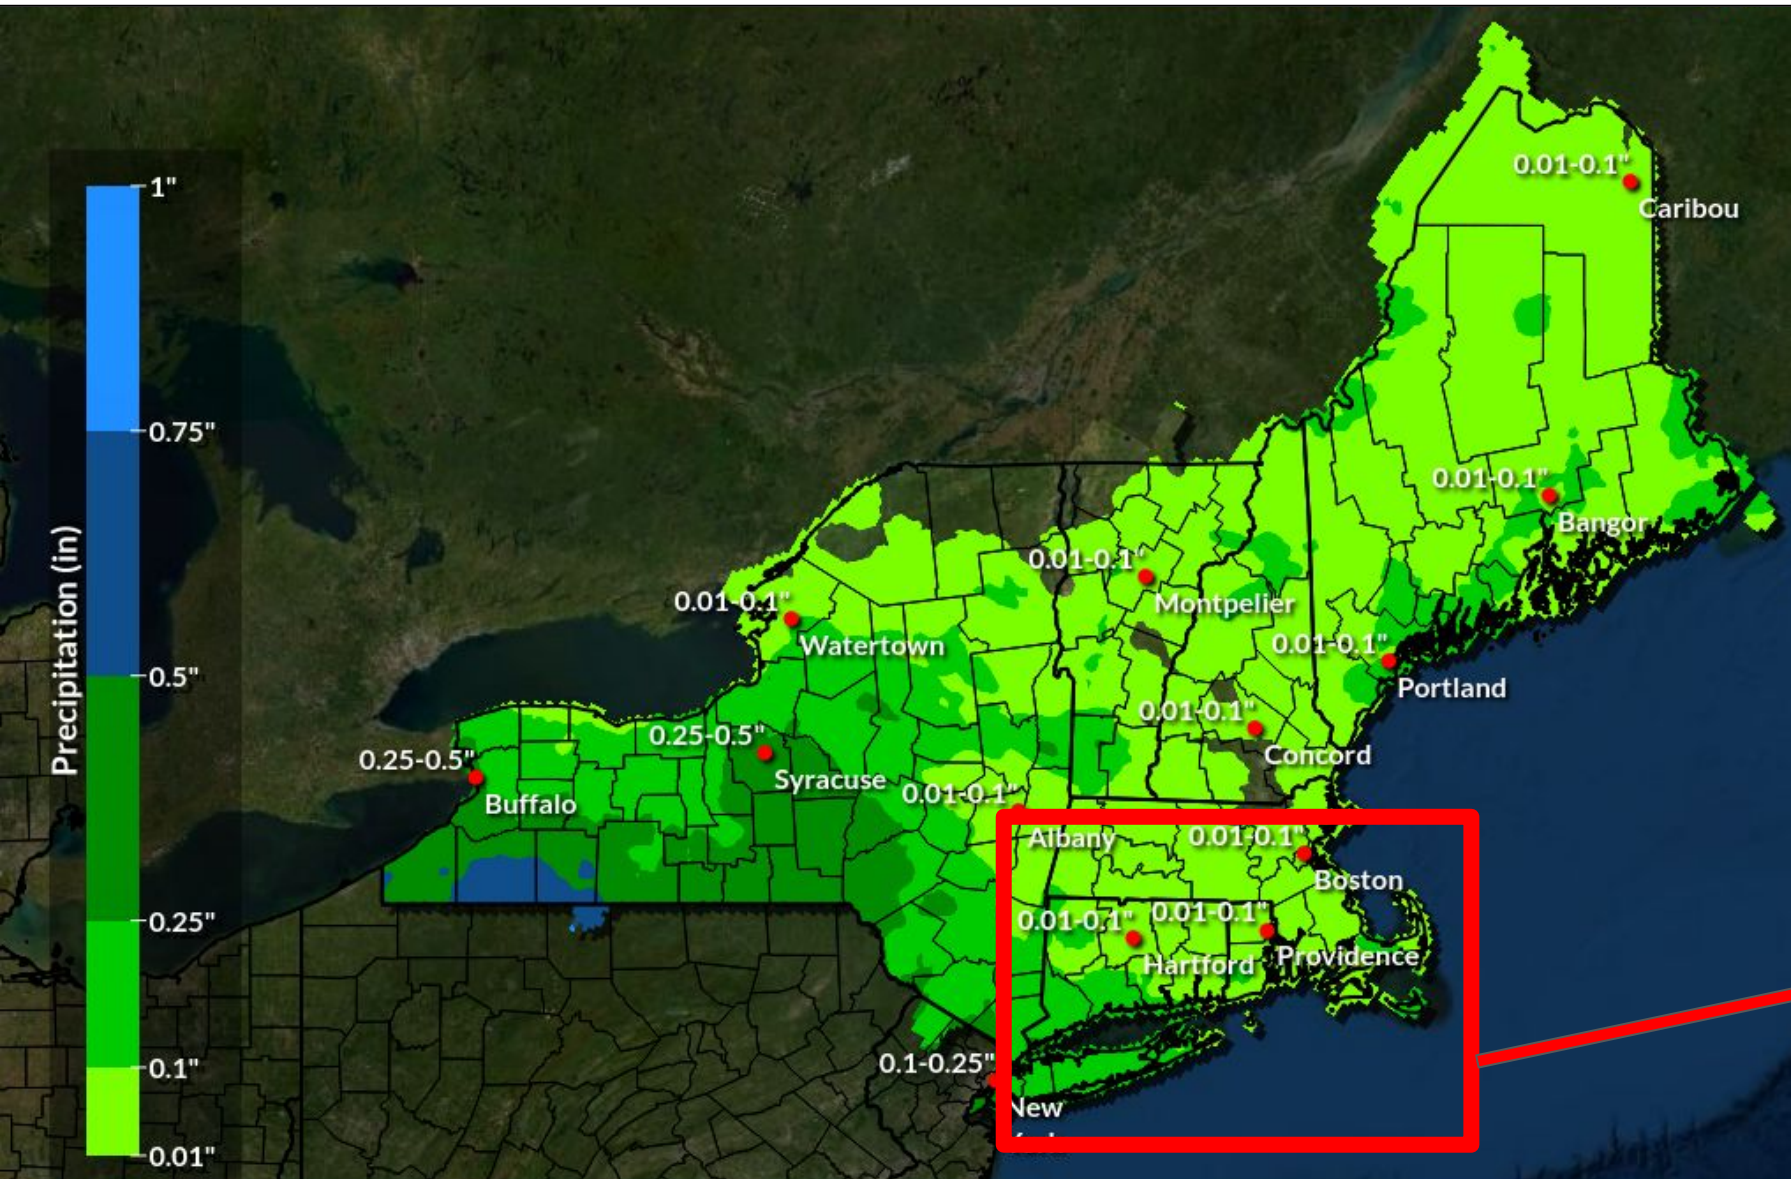 1"
0.75"
0.5"
0.25"
0.1"
0.01"
Precipitation (in)
0.01-0.1"
Caribou
0.01-0.1"
Bangor
0.01-0.1"
Montpelier
0.01-0.1"
Watertown
0.01-0.1"
Portland
0.01-0.1"
Concord
0.25-0.5"
Syracuse
0.25-0.5"
Buffalo
0.01-0.1"
Albany
0.01-0.1"
Boston
0.01-0.1"
Hartford
0.01-0.1"
Providence
0.1-0.25"
New